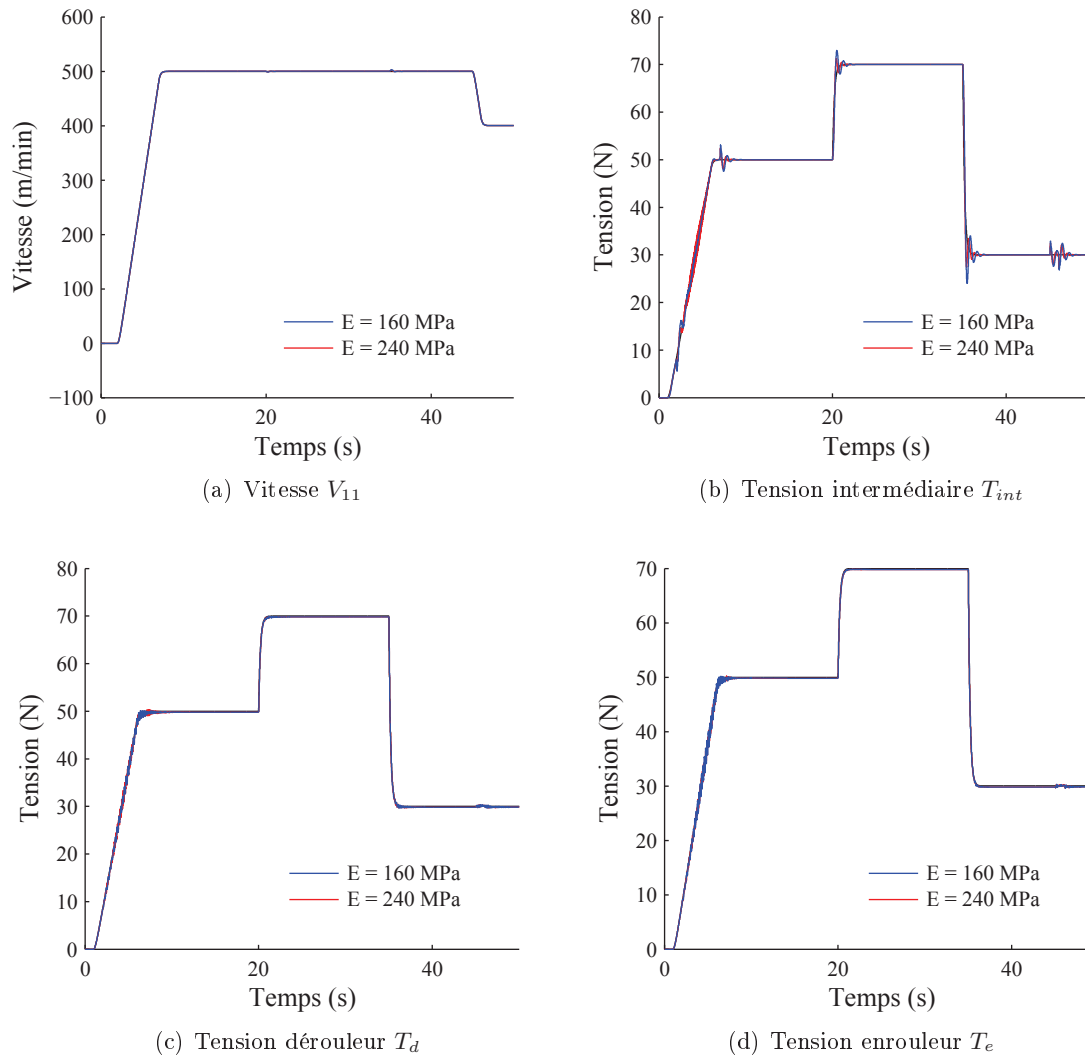 600
500
400
300
200
100
0
−100
0
20
40
Vitesse (m/min)
E = 160 MPa
E = 240 MPa
Temps (s)
(a) Vitesse V11
80
70
60
50
40
30
20
10
0
0
20
40
Tension (N)
E = 160 MPa
E = 240 MPa
Temps (s)
(b) Tension intermédiaire Tint
80
70
60
50
40
30
20
10
0
0
20
40
Tension (N)
E = 160 MPa
E = 240 MPa
Temps (s)
(c) Tension dérouleur Td
70
60
50
40
30
20
10
0
0
20
40
Tension (N)
E = 160 MPa
E = 240 MPa
Temps (s)
(d) Tension enrouleur Te